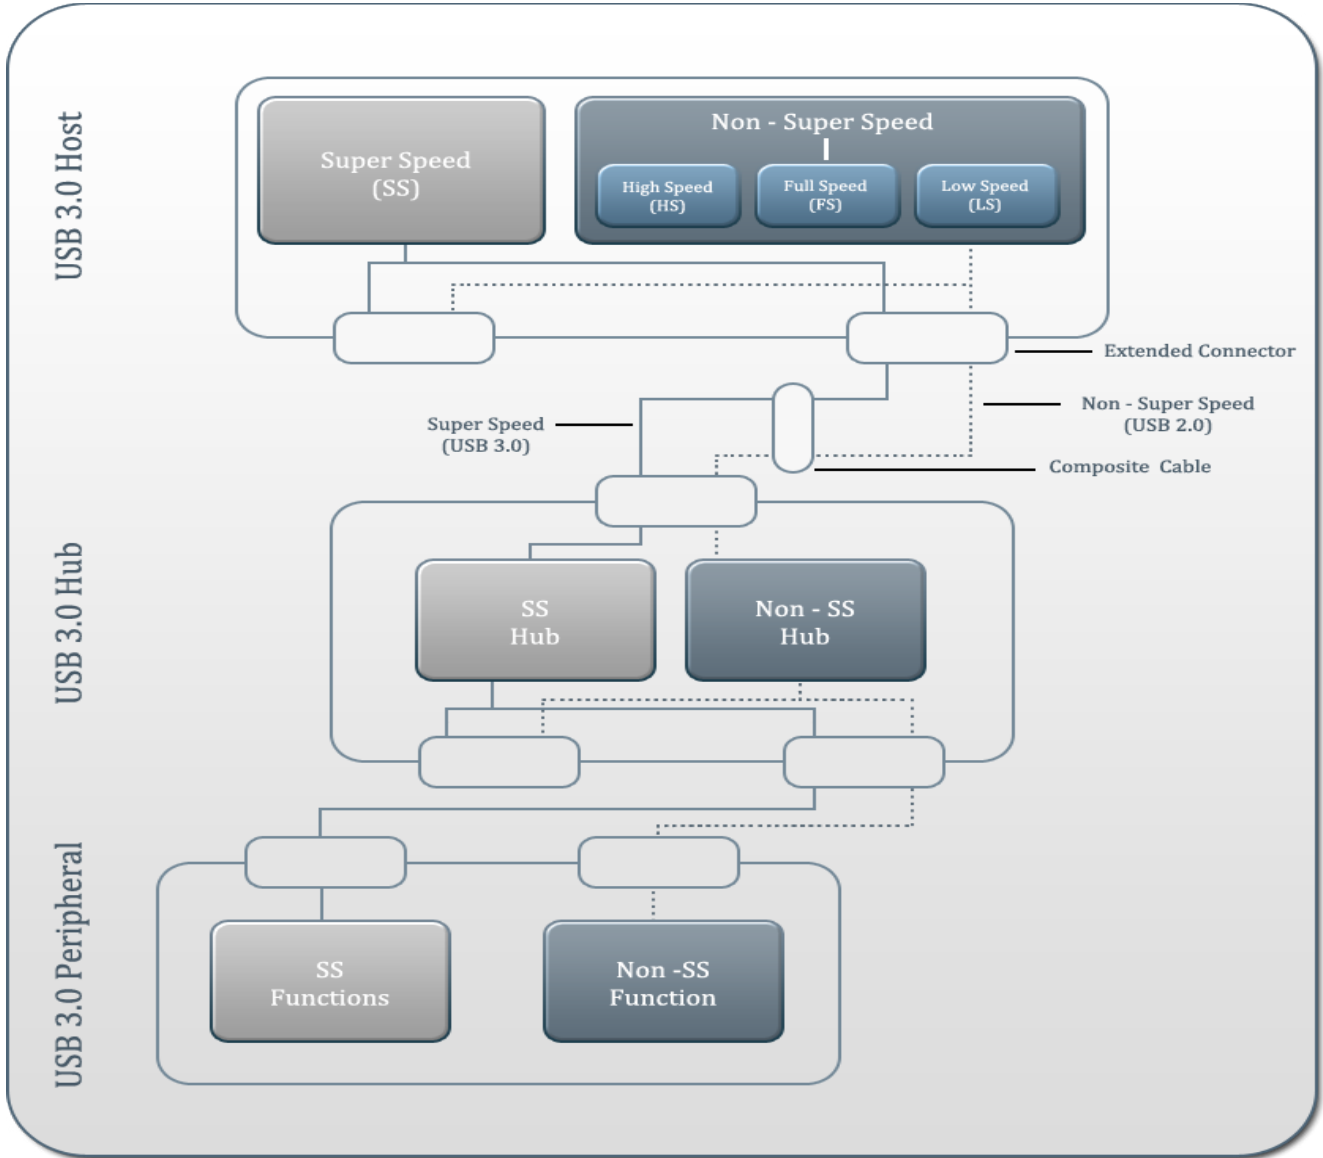 USB 3.0 Host
Super Speed
(SS)
Non - Super Speed
High Speed
(HS)
Full Speed
(FS)
Low Speed
(LS)
Extended Connector
Super Speed
(USB 3.0)
Non - Super Speed
(USB 2.0)
Composite Cable
USB 3.0 Hub
SS
Hub
Non - SS
Hub
USB 3.0 Peripheral
SS
Functions
Non -SS
Function